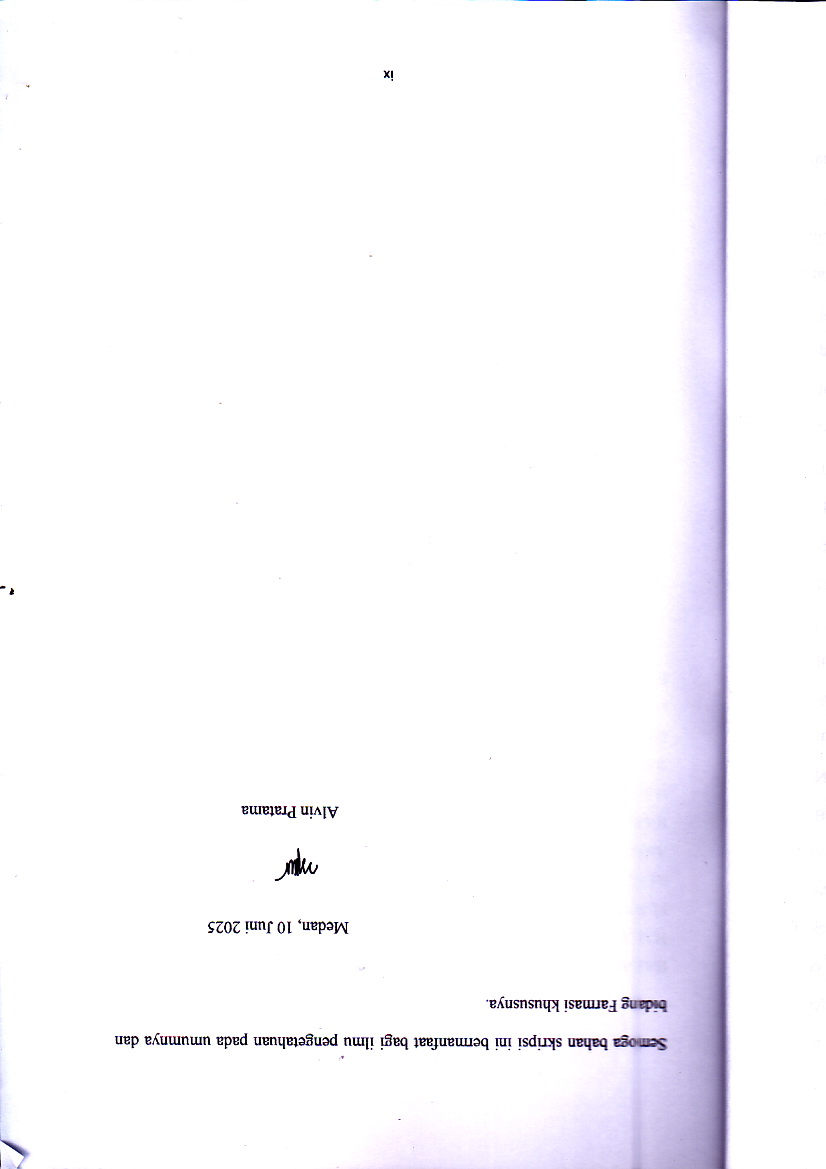 Semoga bahan skripsi ini bermanfaat bagi ilmu pengetahuan pada umumnya dan
bidang Farmasi khususnya.
Medan, 10 Juni 2025
Alvin Pratama
ix